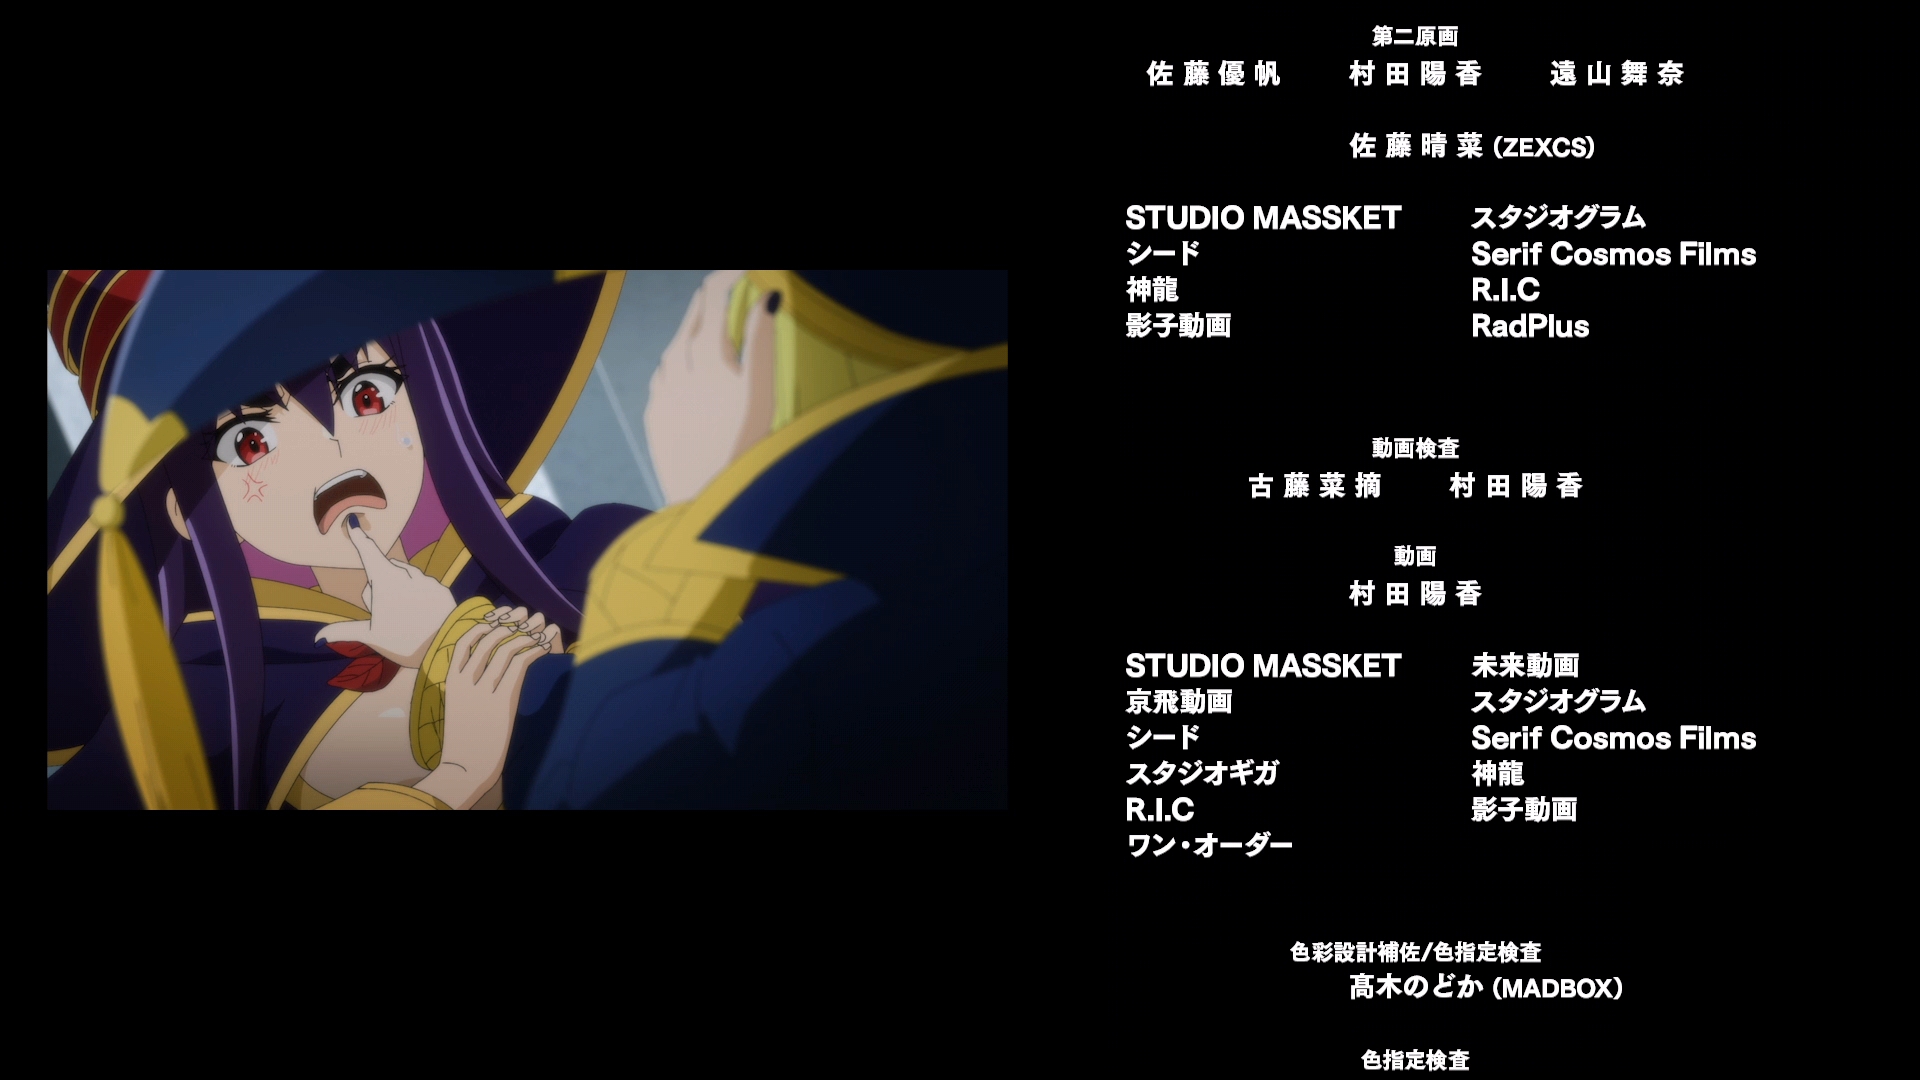 第二原画
佐藤優帆 村田陽香 遠山舞奈
佐藤晴菜 (ZEXCS)
STUDIO MASSKET スタジオグラム
シード Serif Cosmos Films
神龍 R.I.C
影子動画 RadPlus
動画検査
古藤菜摘 村田陽香
動画
村田陽香
STUDIO MASSKET 未来動画
京飛動画 スタジオグラム
シード Serif Cosmos Films
スタジオギガ 神龍
R.I.C 影子動画
ワン・オーダー
色彩設計補佐/色指定検査
髙木のどか (MADBOX)
色指定検査